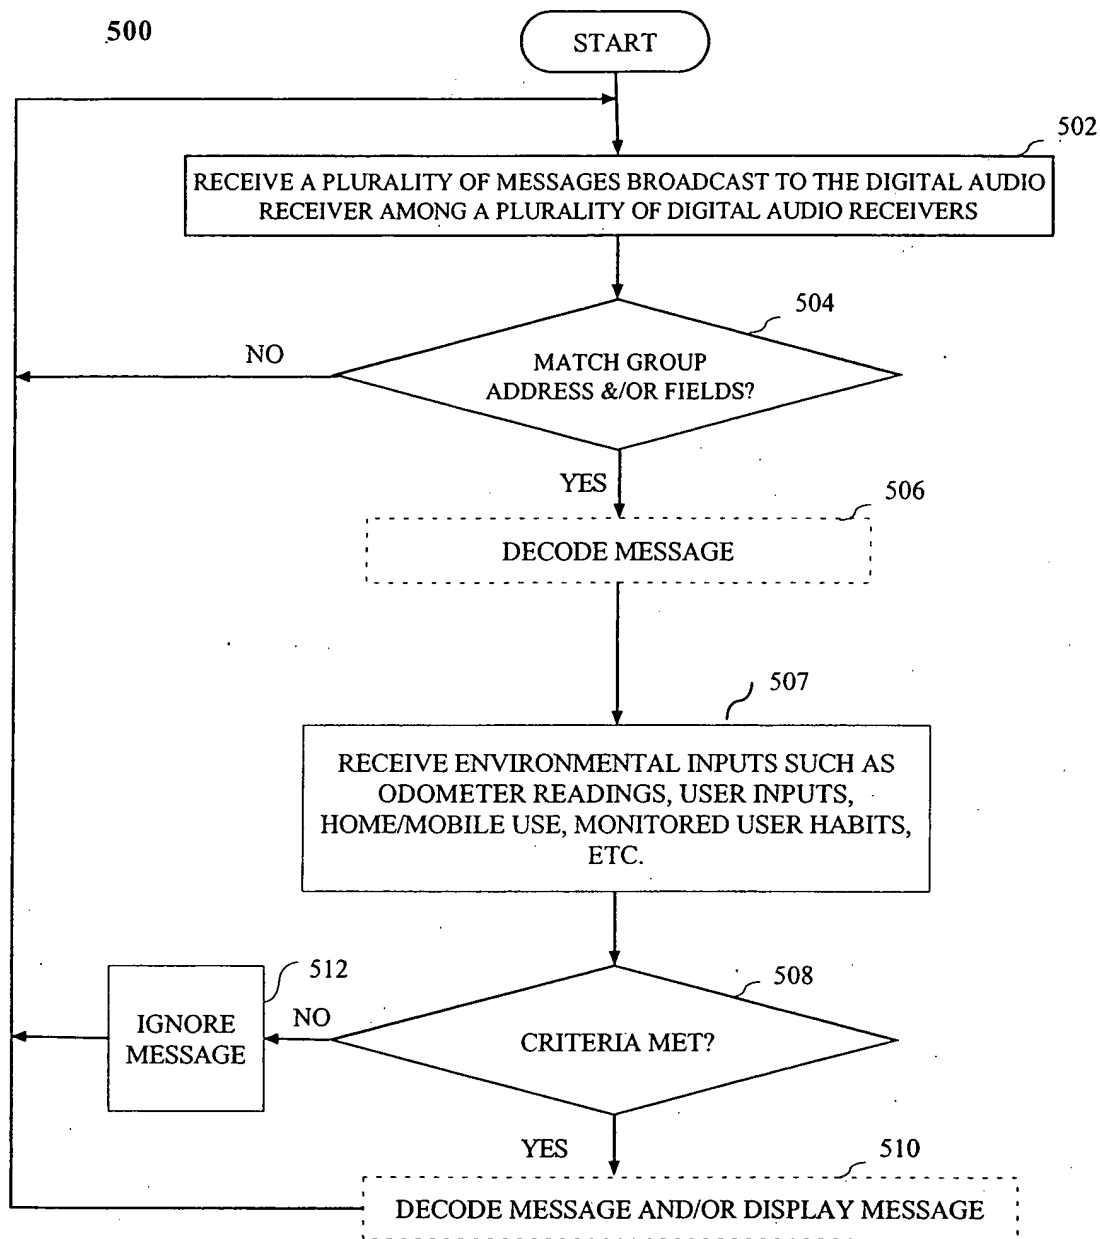 500
START
502
RECEIVE A PLURALITY OF MESSAGES BROADCAST TO THE DIGITAL AUDIO
RECEIVER AMONG A PLURALITY OF DIGITAL AUDIO RECEIVERS
504
NO
MATCH GROUP
ADDRESS &/OR FIELDS?
YES
506
DECODE MESSAGE
507
RECEIVE ENVIRONMENTAL INPUTS SUCH AS
ODOMETER READINGS, USER INPUTS,
HOME/MOBILE USE, MONITORED USER HABITS,
ETC.
512
508
IGNORE
MESSAGE
NO
CRITERIA MET?
YES
510
DECODE MESSAGE AND/OR DISPLAY MESSAGE